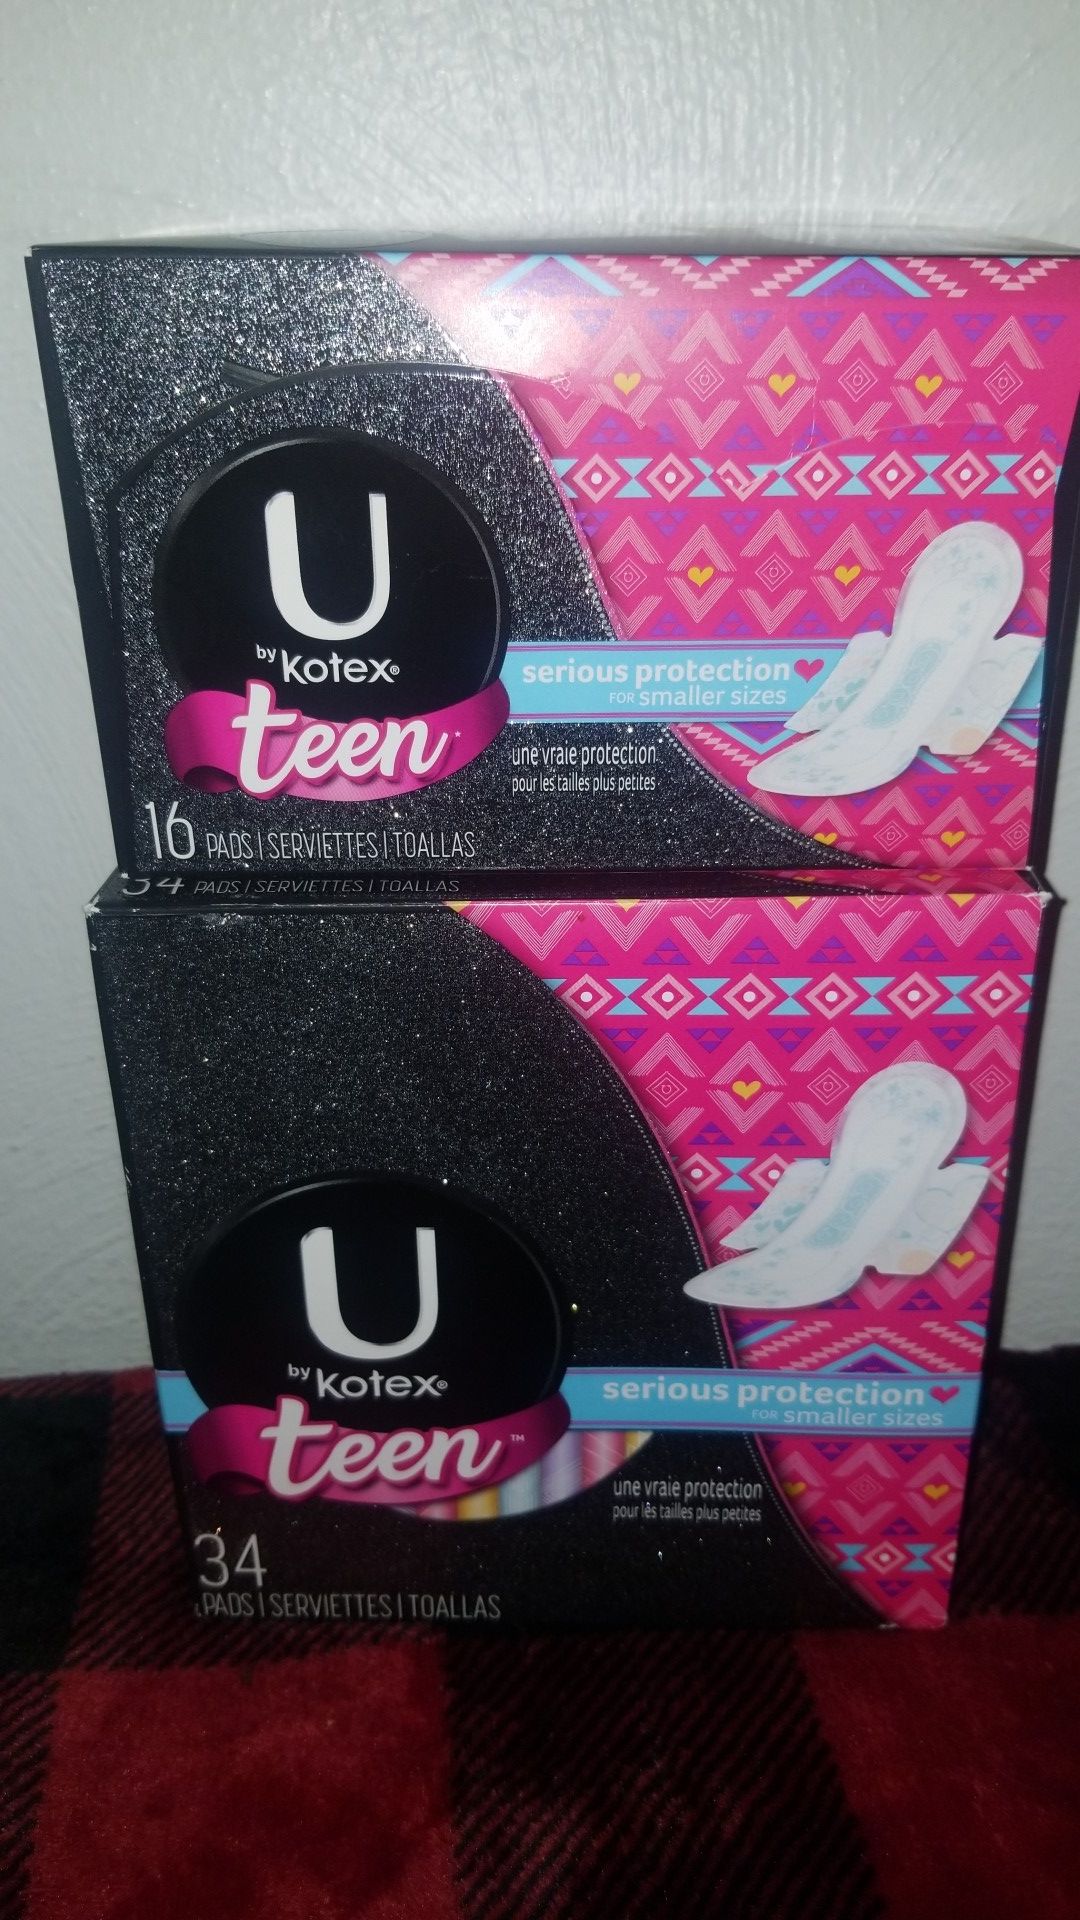 U
by Kotex®
teen*
serious protection
FOR smaller sizes
une vraie protection
pour les tailles plus petites
16 PADS | SERVIETTES | TOALLAS
34 PADS | SERVIETTES | TOALLAS
U
by Kotex®
teen™
serious protection
FOR smaller sizes
une vraie protection
pour les tailles plus petites
34
PADS | SERVIETTES | TOALLAS